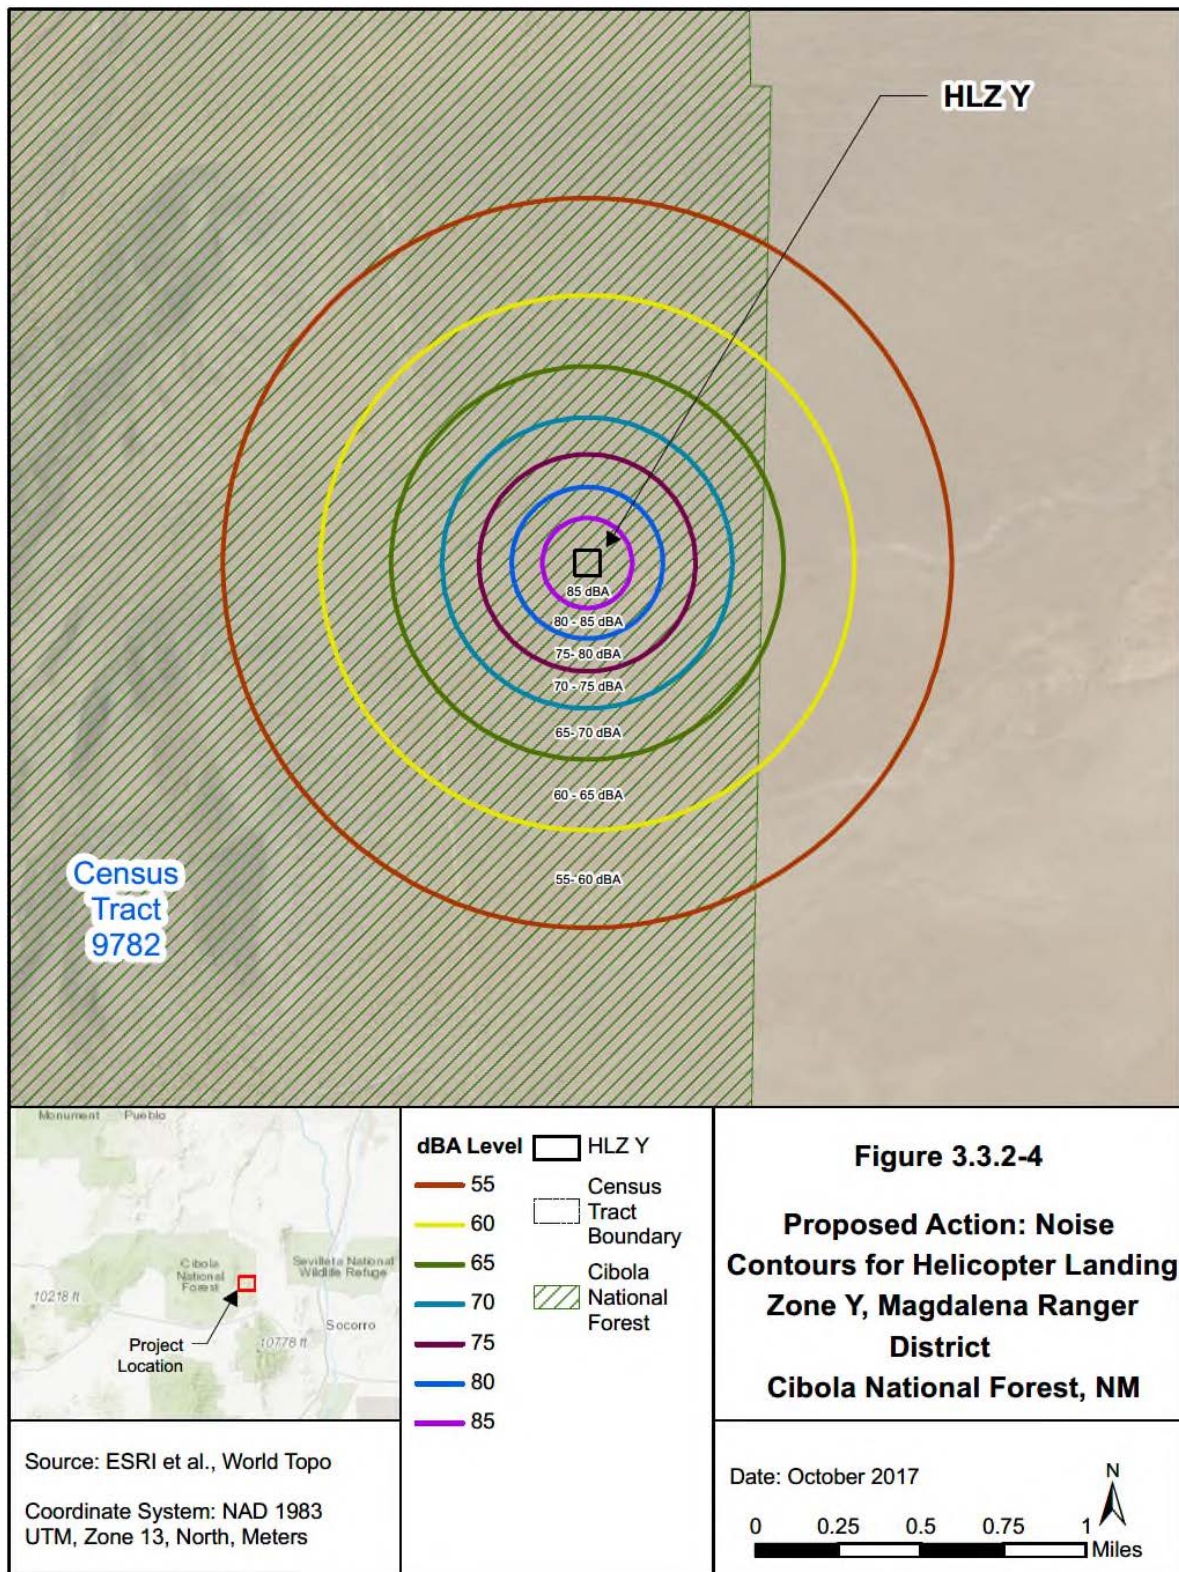 HLZ Y
85 dBA
80 - 85 dBA
75- 80 dBA
70 - 75 dBA
65- 70 dBA
60 - 65 dBA
55- 60 dBA
Census
Tract
9782
Monument Pueblo
Cibola
National
Forest
Sevilleta National
Wildlife Refuge
10218 ft
Socorro
10778 ft
Project
Location
Source: ESRI et al., World Topo
Coordinate System: NAD 1983
UTM, Zone 13, North, Meters
dBA Level
55
60
65
70
75
80
85
HLZ Y
Census
Tract
Boundary
Cibola
National
Forest
Figure 3.3.2-4
Proposed Action: Noise
Contours for Helicopter Landing
Zone Y, Magdalena Ranger
District
Cibola National Forest, NM
Date: October 2017
N
0 0.25 0.5 0.75 1
Miles